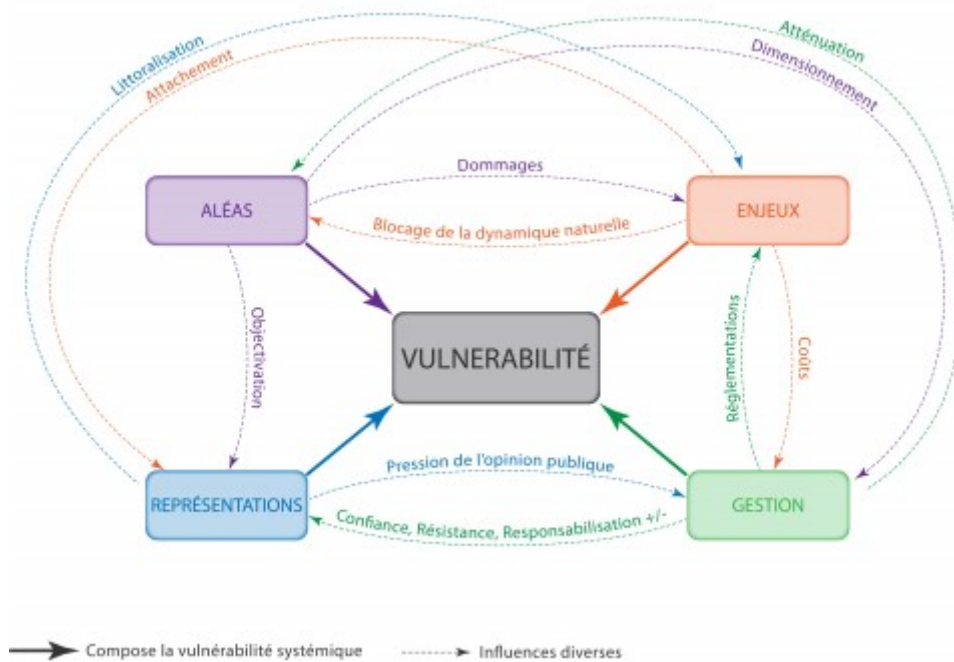 Littoralisation
Attachement
Atténuation
Dimensionnement
Dommages
ALÉAS
ENJEUX
Blocage de la dynamique naturelle
Objectivation
VULNERABILITÉ
Réglementations
Coûts
Pression de l'opinion publique
REPRÉSENTATIONS
GESTION
Confiance, Résistance, Responsabilisation +/-
Compose la vulnérabilité systémique
Influences diverses